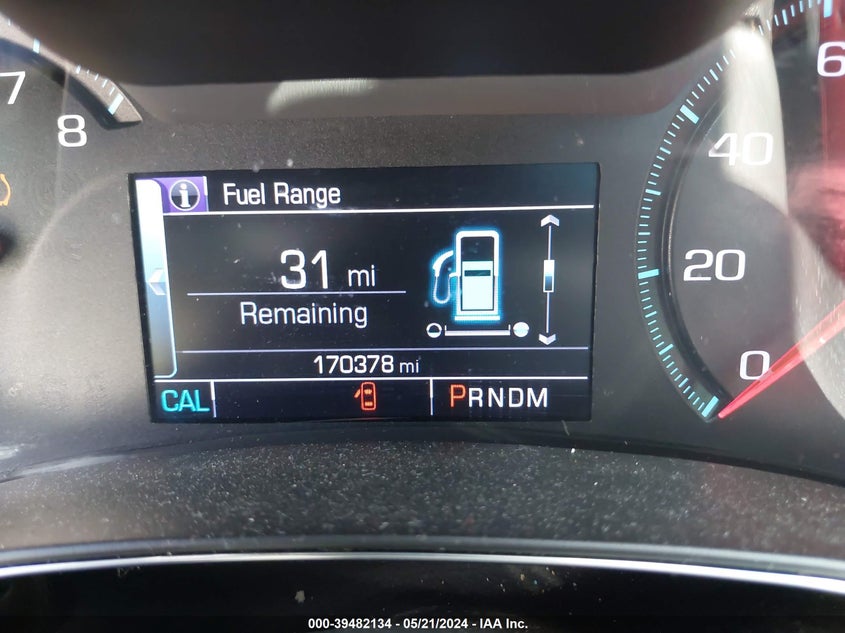 7
8
Fuel Range
31 mi
Remaining
170378 mi
CAL
PRNDM
6
40
20
0
000-39482134 - 05/21/2024 - IAA Inc.